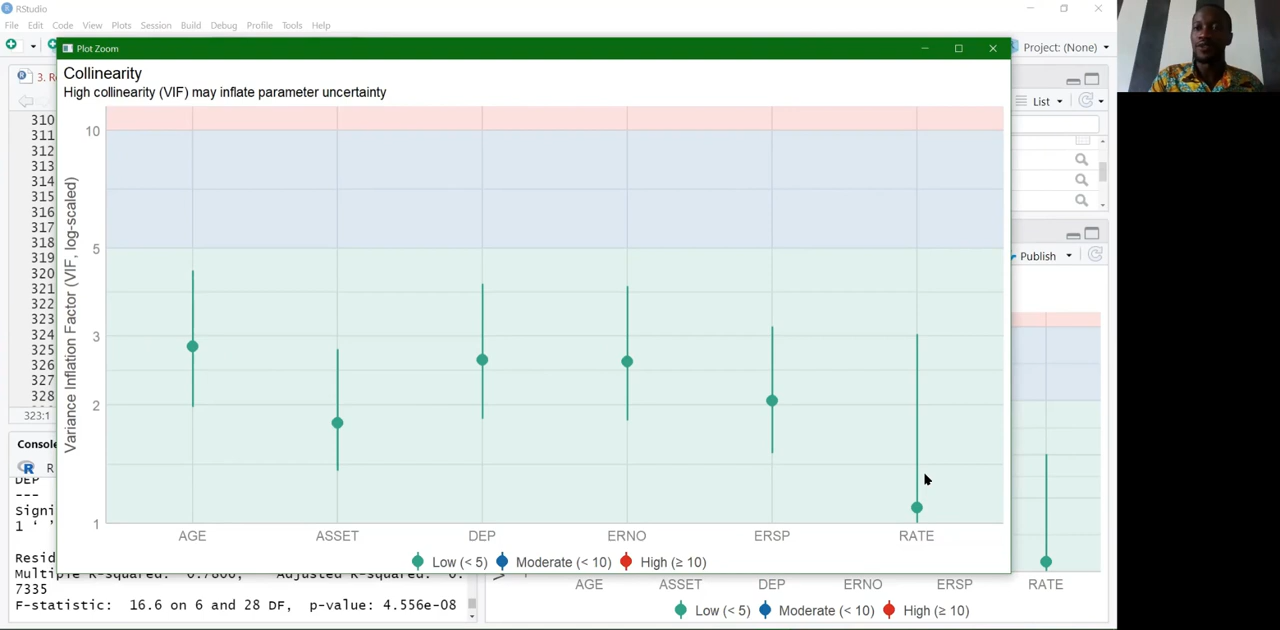 RStudio
File Edit Code View Plots Session Build Debug Profile Tools Help
Project: (None)
Plot Zoom
Collinearity
High collinearity (VIF) may inflate parameter uncertainty
Variance Inflation Factor (VIF, log-scaled)
10
5
3
2
1
AGE ASSET DEP ERNO ERSP RATE
Low (< 5) Moderate (< 10) High (≥ 10)
3. R
310
311
312
313
314
315
316
317
318
319
320
321
322
323
324
325
326
327
328
323:1
List
Publish
Console
R
DEP
---
Signi
1 ‘ ’
Resid
Multiple R-squared: 0.7806, Adjusted R-squared: 0.
7335
F-statistic: 16.6 on 6 and 28 DF, p-value: 4.556e-08
AGE ASSET DEP ERNO ERSP RATE
Low (< 5) Moderate (< 10) High (≥ 10)